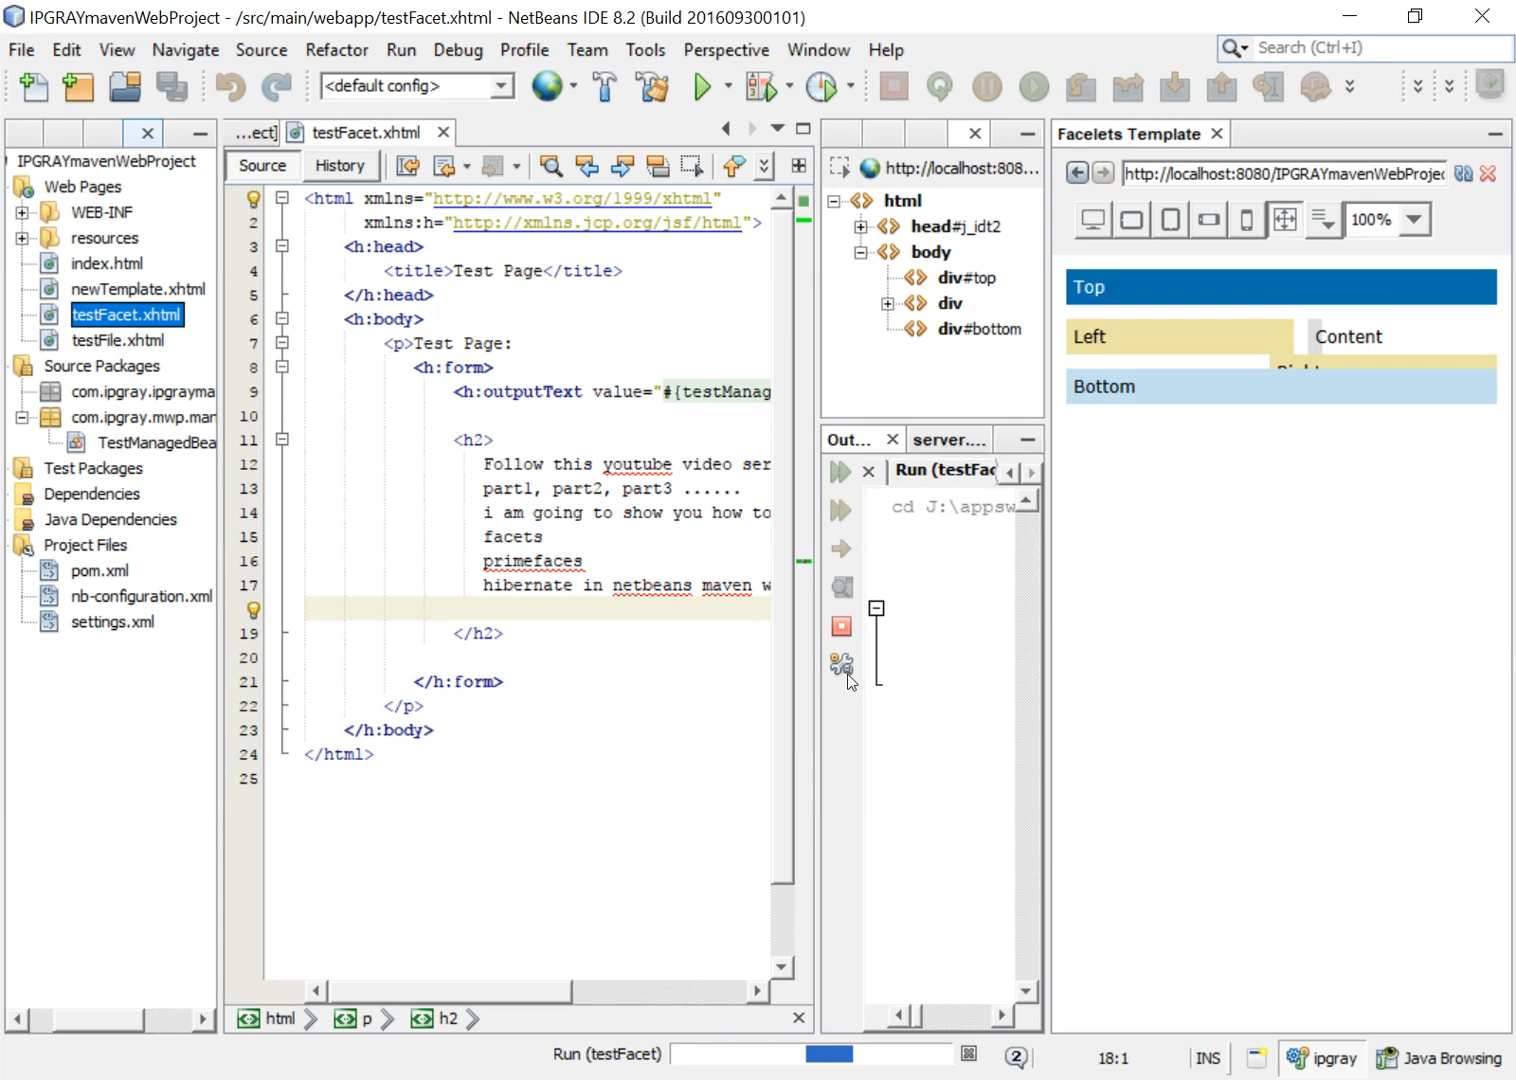 IPGRAYmavenWebProject - /src/main/webapp/testFacet.xhtml - NetBeans IDE 8.2 (Build 201609300101)
File Edit View Navigate Source Refactor Run Debug Profile Team Tools Perspective Window Help
Search (Ctrl+I)
<default config>
IPGRAYmavenWebProject
Web Pages
WEB-INF
resources
index.html
newTemplate.xhtml
testFacet.xhtml
testFile.xhtml
Source Packages
com.ipgray.ipgrayma
com.ipgray.mwp.mar
TestManagedBea
Test Packages
Dependencies
Java Dependencies
Project Files
pom.xml
nb-configuration.xml
settings.xml
...ect] testFacet.xhtml
Source History
<html xmlns="http://www.w3.org/1999/xhtml"
2 xmlns:h="http://xmlns.jcp.org/jsf/html">
3 <h:head>
4 <title>Test Page</title>
5 </h:head>
6 <h:body>
7 <p>Test Page:
8 <h:form>
9 <h:outputText value="#{testManag
10
11 <h2>
12 Follow this youtube video ser
13 part1, part2, part3 ......
14 i am going to show you how to
15 facets
16 primefaces
17 hibernate in netbeans maven w
19 </h2>
20
21 </h:form>
22 </p>
23 </h:body>
24 </html>
25
html p h2
http://localhost:808...
html
head#j_idt2
body
div#top
div
div#bottom
Out... server....
Run (testFac
cd J:\appsw
Facelets Template
http://localhost:8080/IPGRAYmavenWebProjec
100%
Top
Left Content
Bottom
Run (testFacet) 2 18:1 INS ipgray Java Browsing